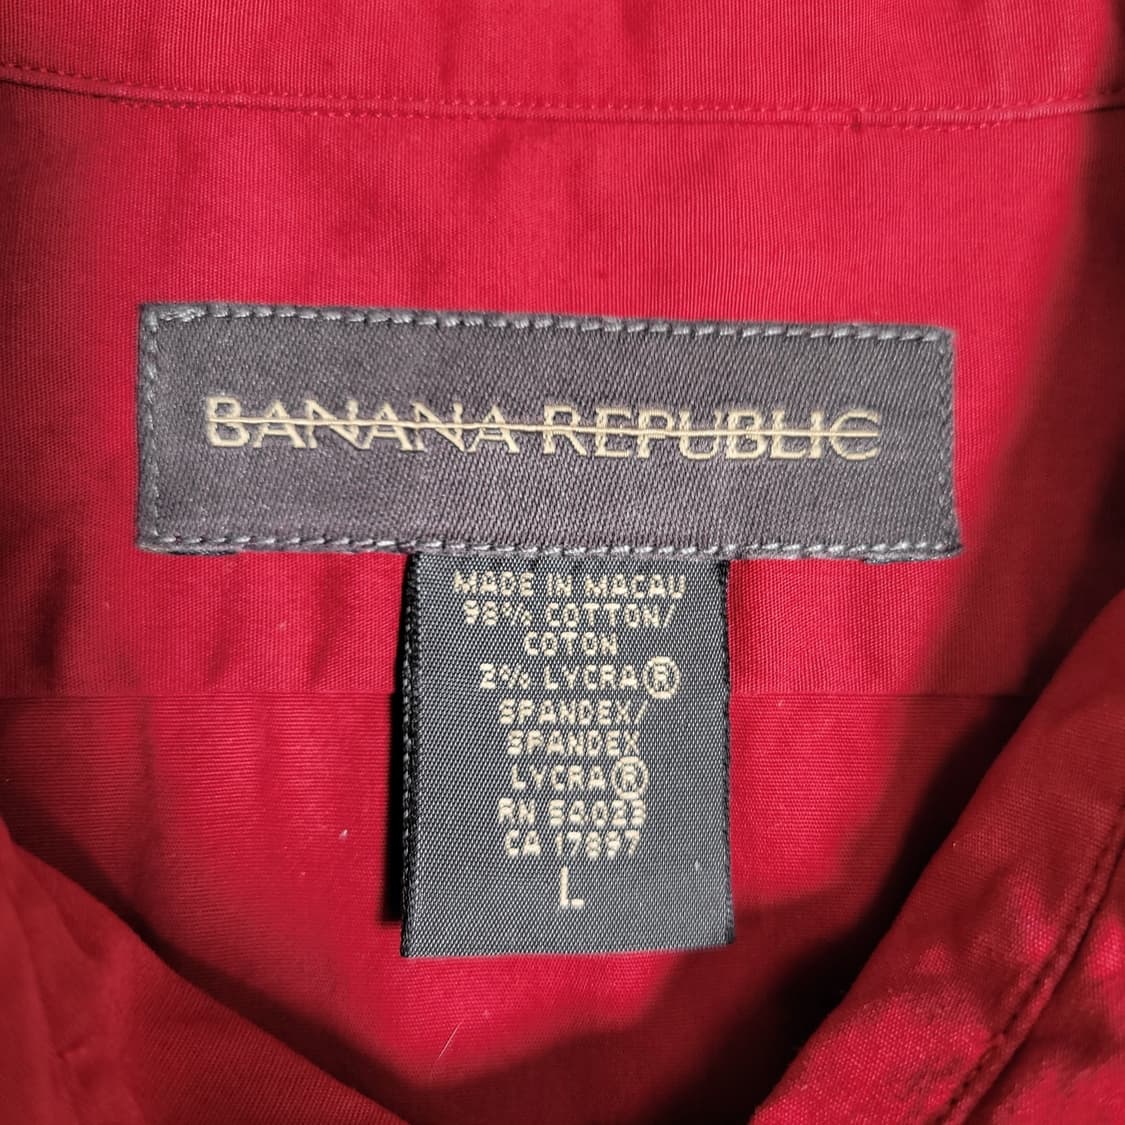 BANANA REPUBLIC
MADE IN MACAU
98% COTTON/
COTON
2% LYCRA®
SPANDEX/
SPANDEX
LYCRA®
RN 54023
CA 17897
L